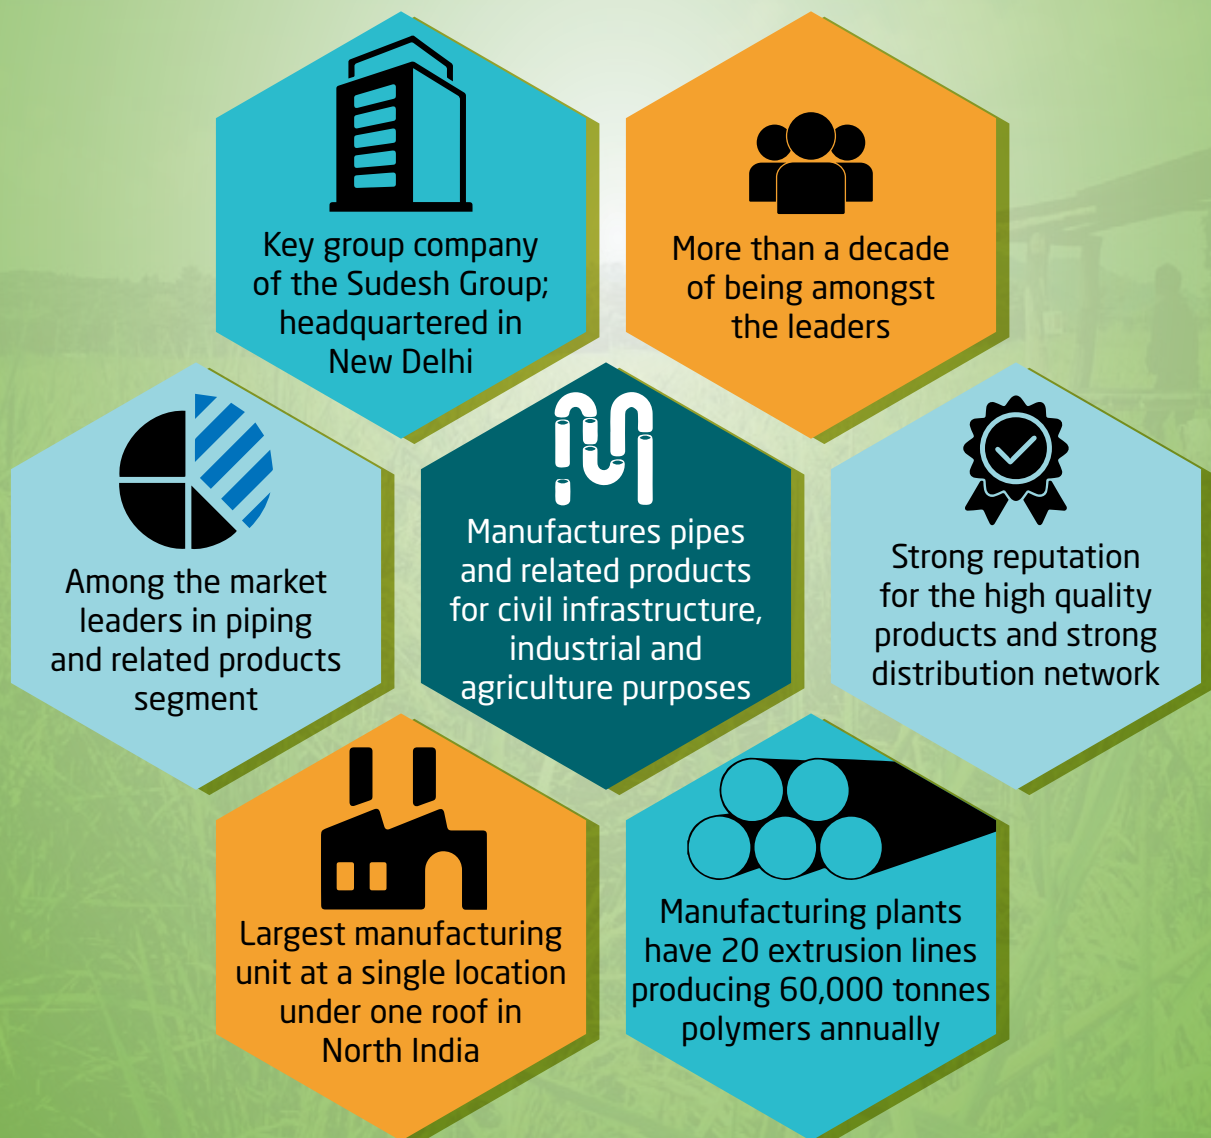 Key group company
of the Sudesh Group;
headquartered in
New Delhi
More than a decade
of being amongst
the leaders
Among the market
leaders in piping
and related products
segment
Manufactures pipes
and related products
for civil infrastructure,
industrial and
agriculture purposes
Strong reputation
for the high quality
products and strong
distribution network
Largest manufacturing
unit at a single location
under one roof in
North India
Manufacturing plants
have 20 extrusion lines
producing 60,000 tonnes
polymers annually